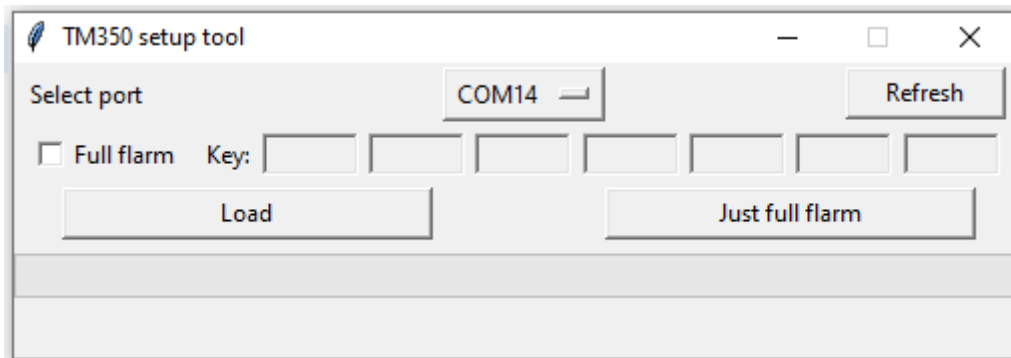 TM350 setup tool
Select port COM14 Refresh
Full flarm Key:
Load Just full flarm